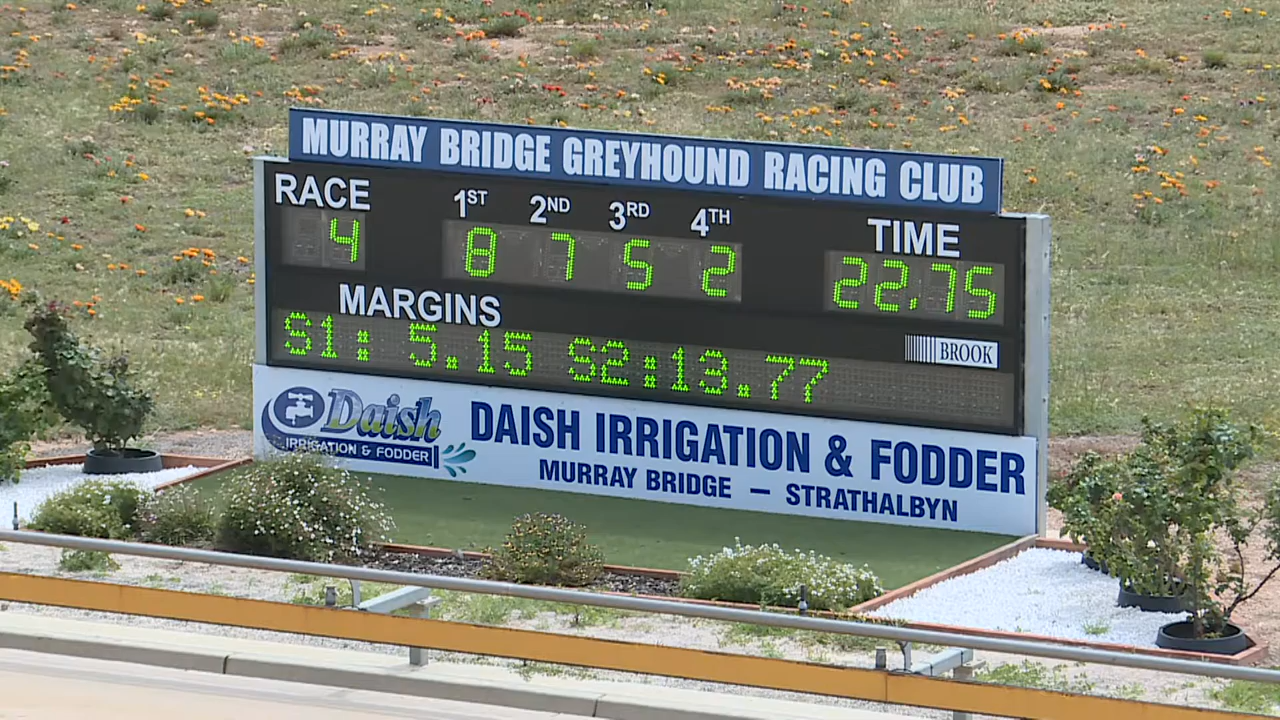 MURRAY BRIDGE GREYHOUND RACING CLUB
RACE 1ST 2ND 3RD 4TH TIME
4 8 7 5 2 22.75
MARGINS
S1: 5.15 S2:13.77
BROOK
Daish
IRRIGATION & FODDER
DAISH IRRIGATION & FODDER
MURRAY BRIDGE – STRATHALBYN